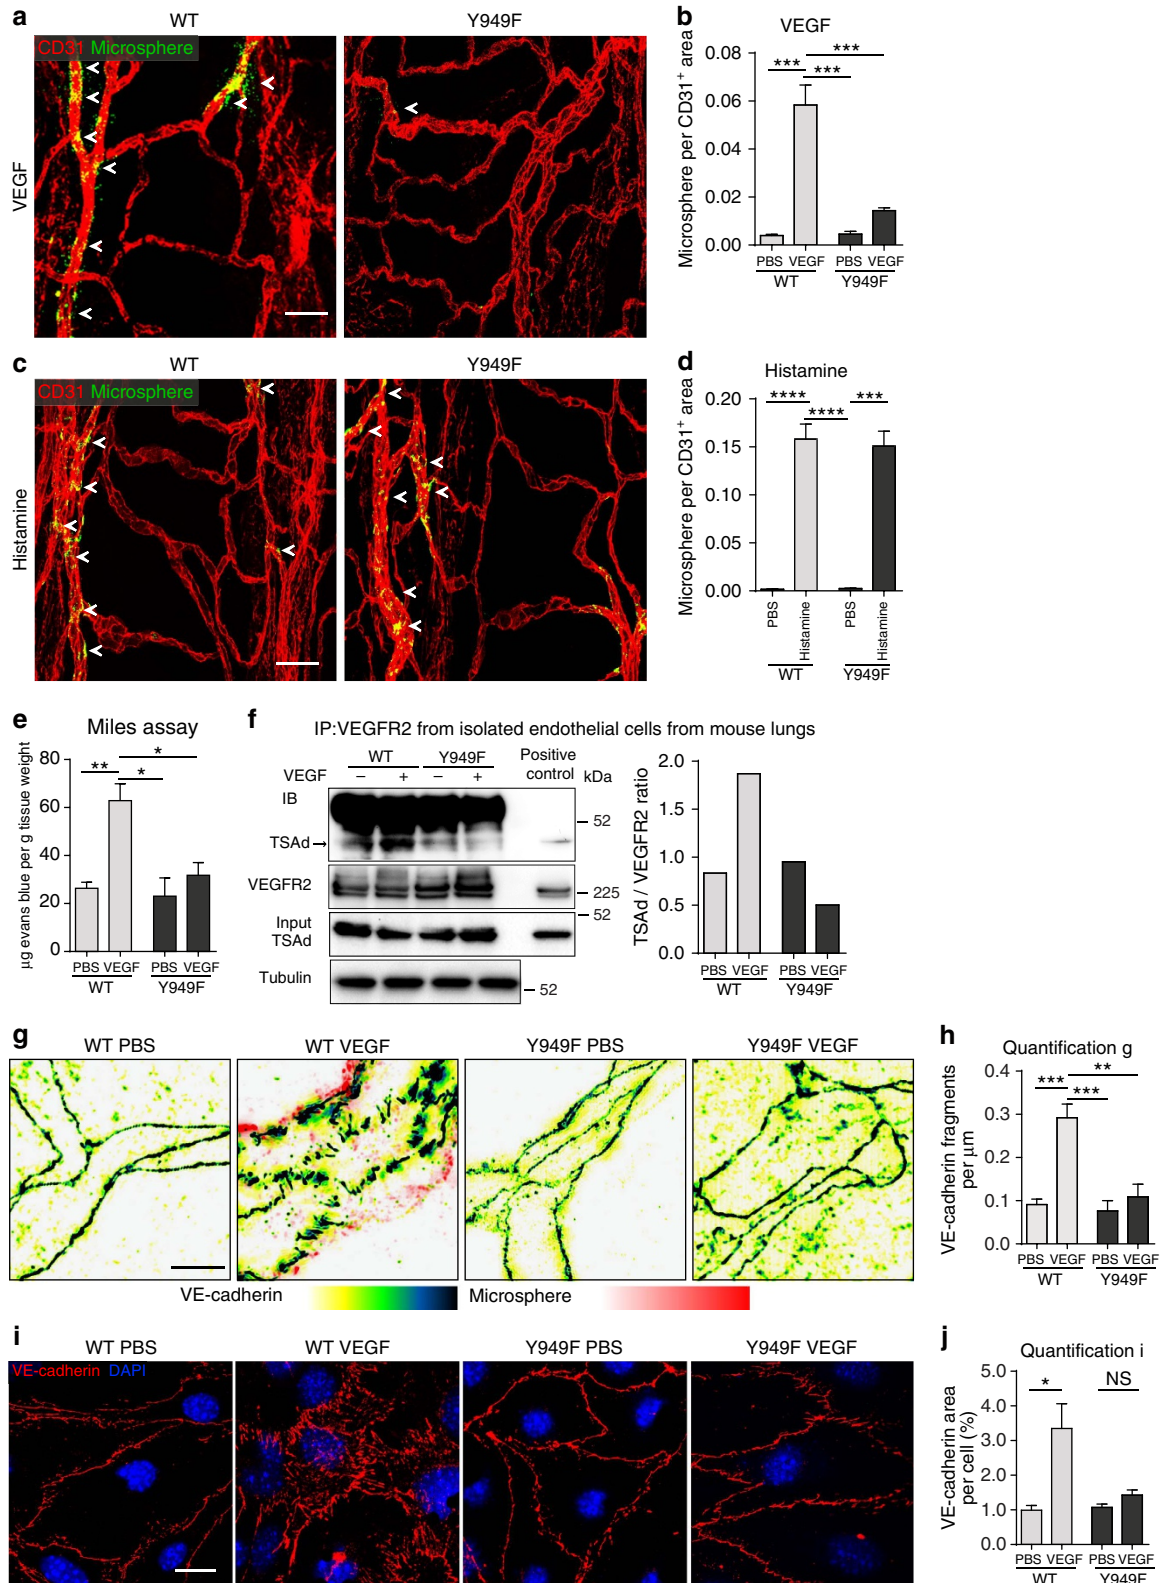 a
WT
Y949F
CD31 Microsphere
VEGF
b
VEGF
Microsphere per CD31+ area
0.08
0.06
0.04
0.02
0.00
***
***
***
PBS VEGF PBS VEGF
WT Y949F
c
WT
Y949F
CD31 Microsphere
Histamine
d
Histamine
Microsphere per CD31+ area
0.20
0.15
0.10
0.05
0.00
**** ***
****
PBS Histamine PBS Histamine
WT Y949F
e
Miles assay
µg evans blue per g tissue weight
80
60
40
20
0
*
** *
PBS VEGF PBS VEGF
WT Y949F
f
IP:VEGFR2 from isolated endothelial cells from mouse lungs
WT Y949F Positive control kDa
VEGF − + − +
IB
52
TSAd→
VEGFR2
225
52
Input TSAd
Tubulin
52
TSAd / VEGFR2 ratio
2.0
1.5
1.0
0.5
0.0
PBS VEGF PBS VEGF
WT Y949F
g
WT PBS
WT VEGF
Y949F PBS
Y949F VEGF
VE-cadherin
Microsphere
h
Quantification g
VE-cadherin fragments per µm
0.4
0.3
0.2
0.1
0.0
**
*** ***
PBS VEGF PBS VEGF
WT Y949F
i
WT PBS
WT VEGF
Y949F PBS
Y949F VEGF
VE-cadherin DAPI
j
Quantification i
VE-cadherin area per cell (%)
5.0
4.0
3.0
2.0
1.0
0.0
* NS
PBS VEGF PBS VEGF
WT Y949F